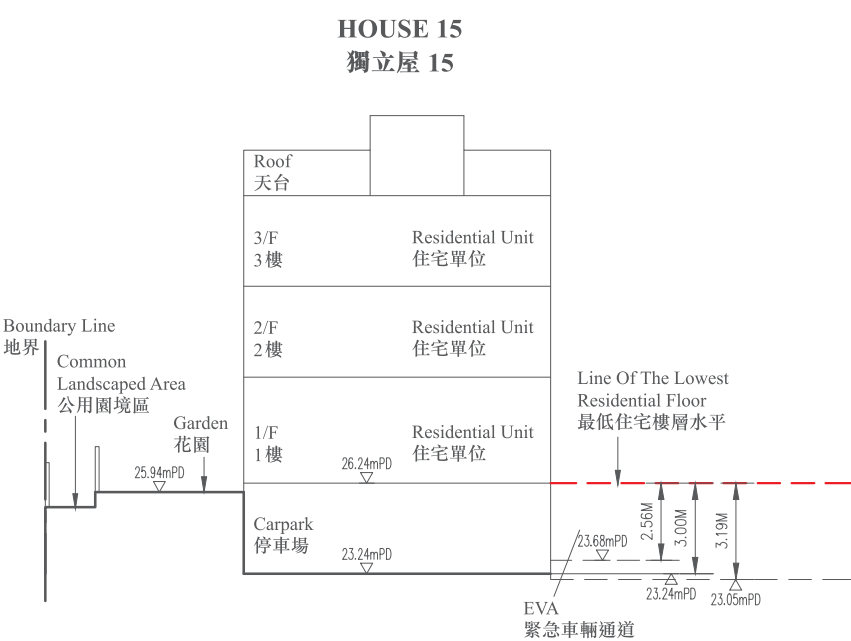 HOUSE 15
獨立屋 15
Roof
天台
3/F
3樓
Residential Unit
住宅單位
2/F
2樓
Residential Unit
住宅單位
Boundary Line
地界
Common
Landscaped Area
公用園境區
Garden
花園
25.94mPD
1/F
1樓
Residential Unit
住宅單位
26.24mPD
Line Of The Lowest
Residential Floor
最低住宅樓層水平
Carpark
停車場
23.24mPD
2.56M
3.00M
3.19M
23.68mPD
23.24mPD
23.05mPD
EVA
緊急車輛通道